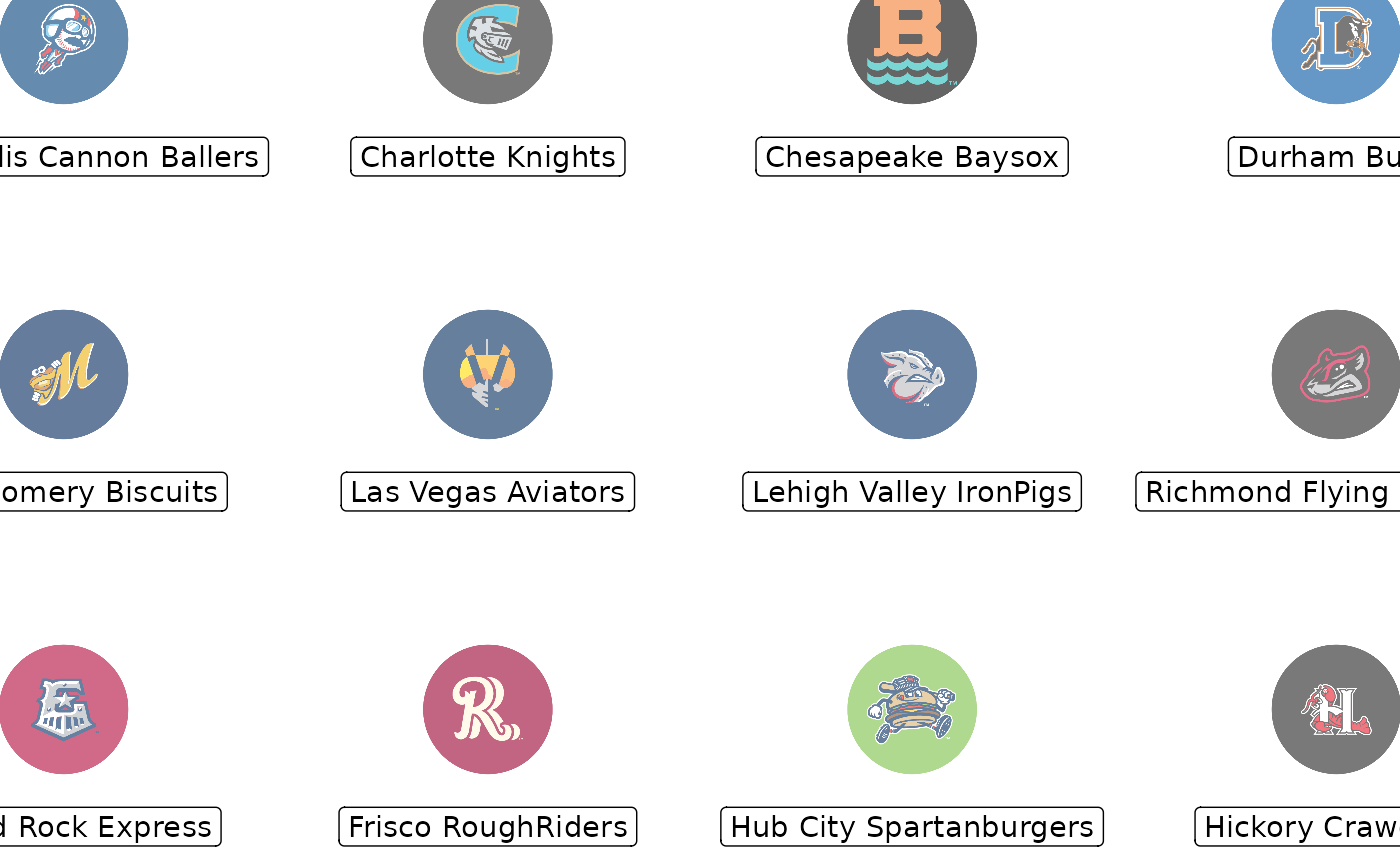 lis Cannon Ballers
Charlotte Knights
Chesapeake Baysox
Durham Bu
omery Biscuits
Las Vegas Aviators
Lehigh Valley IronPigs
Richmond Flying
d Rock Express
Frisco RoughRiders
Hub City Spartanburgers
Hickory Craw